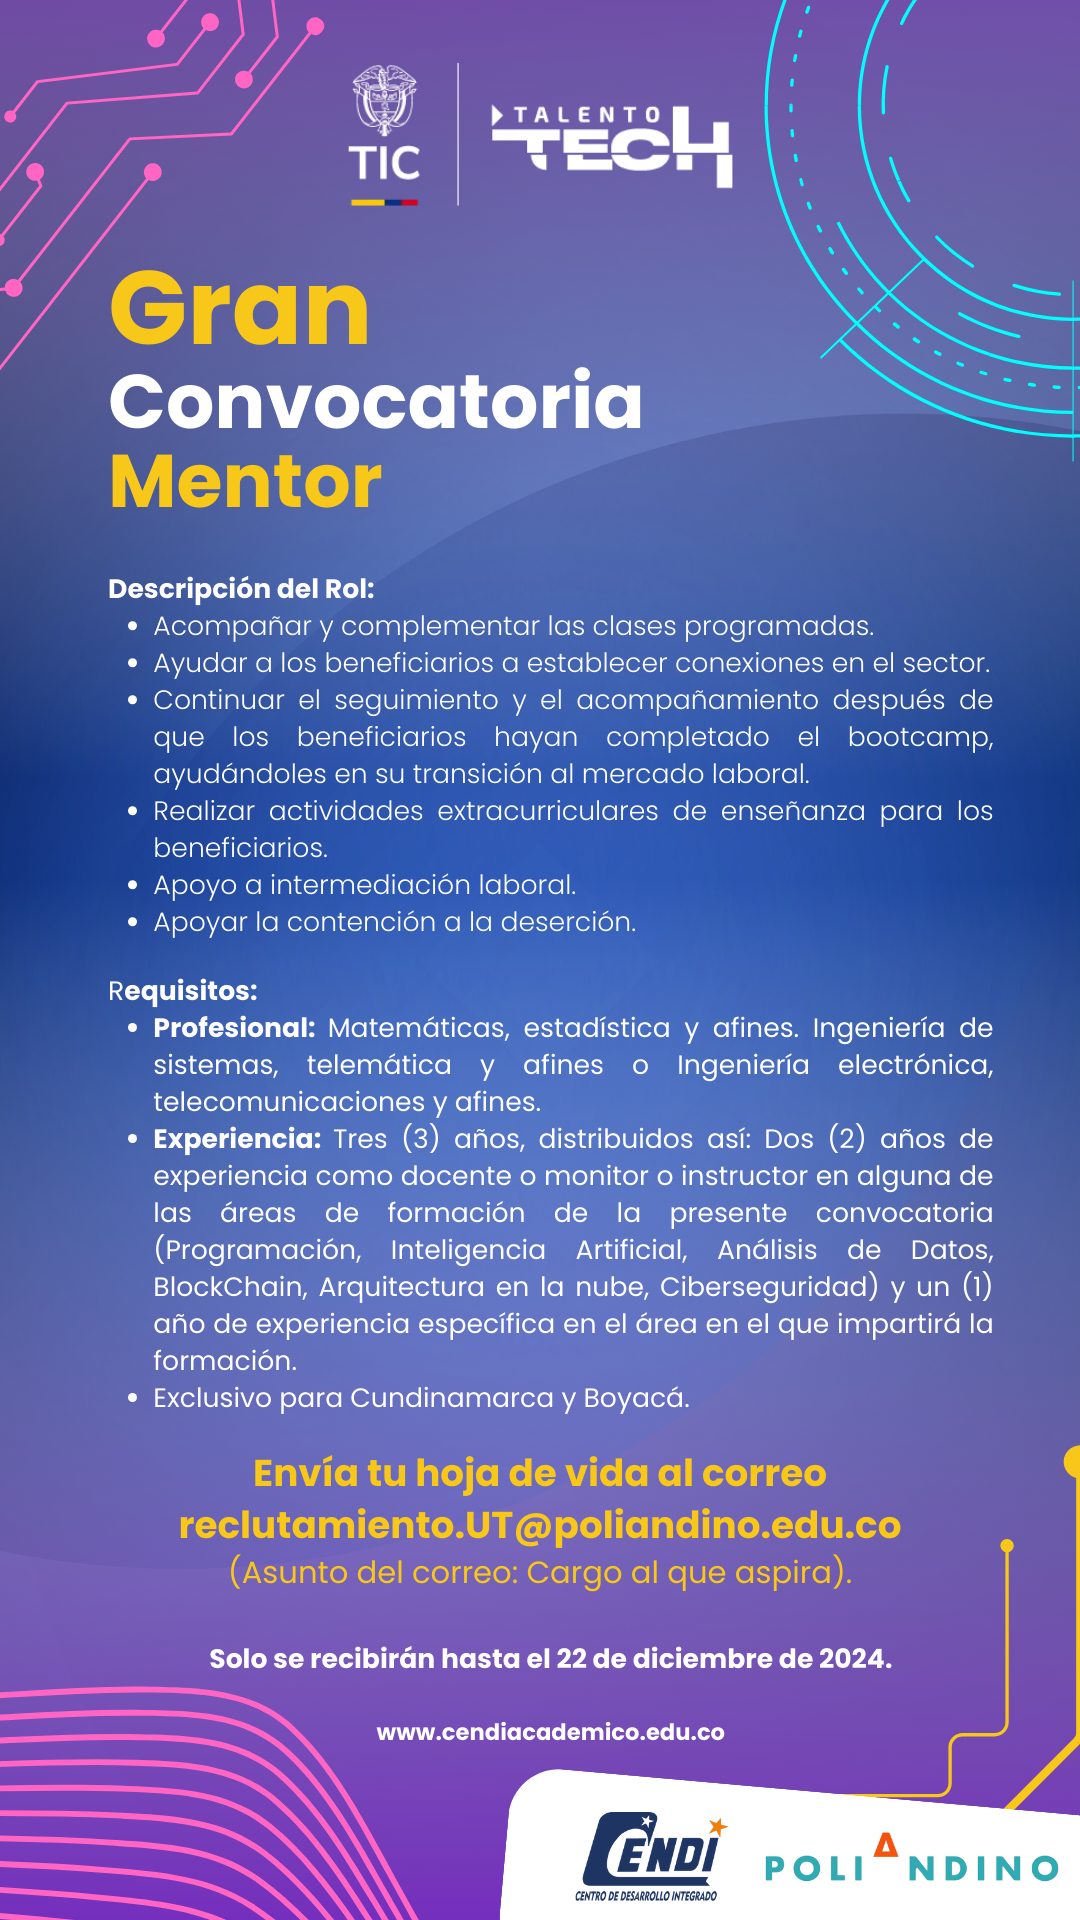 TIC
TALENTO
TECH
Gran
Convocatoria
Mentor
Descripción del Rol:
• Acompañar y complementar las clases programadas.
• Ayudar a los beneficiarios a establecer conexiones en el sector.
• Continuar el seguimiento y el acompañamiento después de
que los beneficiarios hayan completado el bootcamp,
ayudándoles en su transición al mercado laboral.
• Realizar actividades extracurriculares de enseñanza para los
beneficiarios.
• Apoyo a intermediación laboral.
• Apoyar la contención a la deserción.
Requisitos:
• Profesional: Matemáticas, estadística y afines. Ingeniería de
sistemas, telemática y afines o Ingeniería electrónica,
telecomunicaciones y afines.
• Experiencia: Tres (3) años, distribuidos así: Dos (2) años de
experiencia como docente o monitor o instructor en alguna de
las áreas de formación de la presente convocatoria
(Programación, Inteligencia Artificial, Análisis de Datos,
BlockChain, Arquitectura en la nube, Ciberseguridad) y un (1)
año de experiencia específica en el área en el que impartirá la
formación.
• Exclusivo para Cundinamarca y Boyacá.
Envía tu hoja de vida al correo
reclutamiento.UT@poliandino.edu.co
(Asunto del correo: Cargo al que aspira).
Solo se recibirán hasta el 22 de diciembre de 2024.
www.cendiacademico.edu.co
CENDI
CENTRO DE DESARROLLO INTEGRADO
POLIANDINO